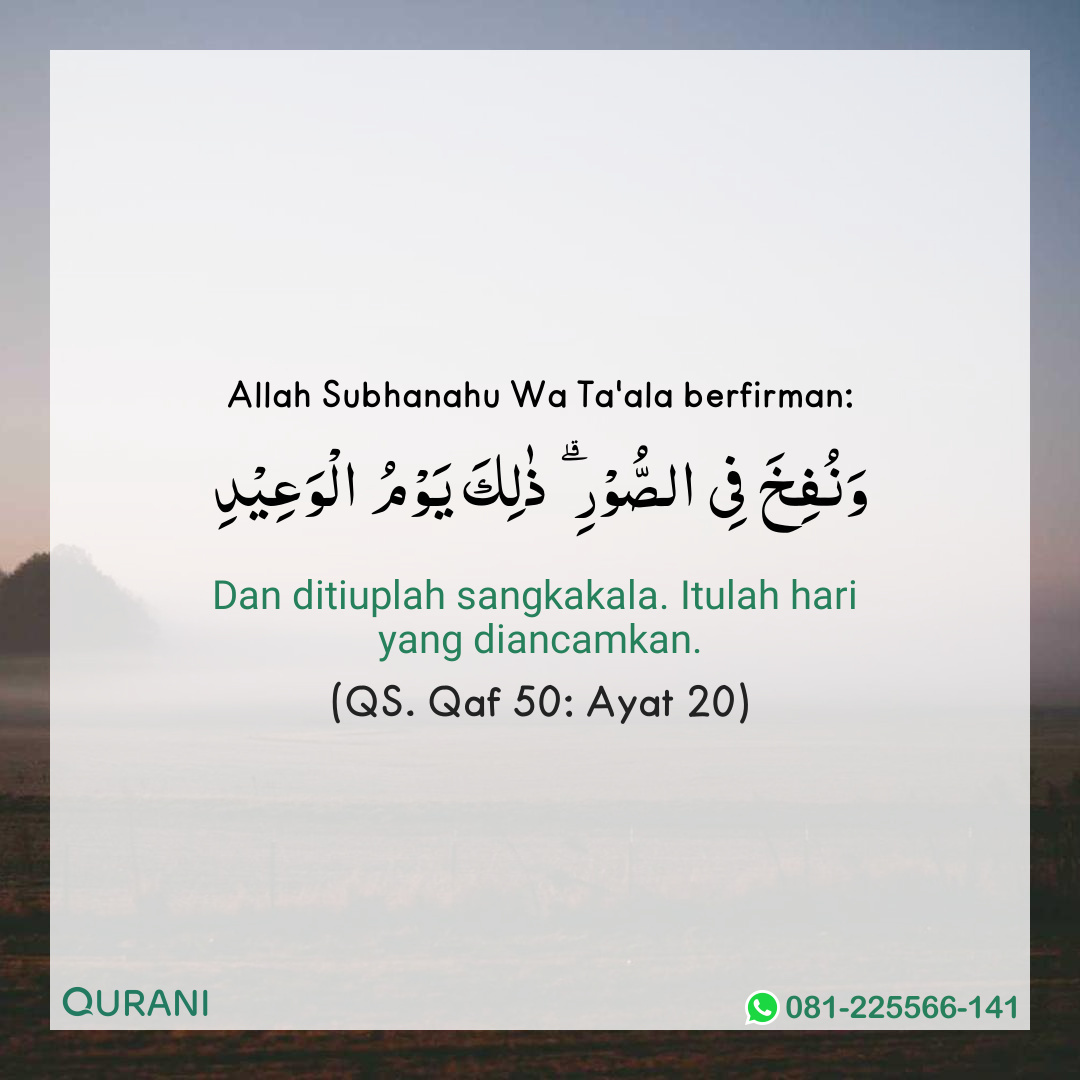 Allah Subhanahu Wa Ta'ala berfirman:
وَنُفِخَ فِى الصُّوْرِۗ ذٰلِكَ يَوْمُ الْوَعِيْدِ
Dan ditiuplah sangkakala. Itulah hari
yang diancamkan.
(QS. Qaf 50: Ayat 20)
QURANI
081-225566-141